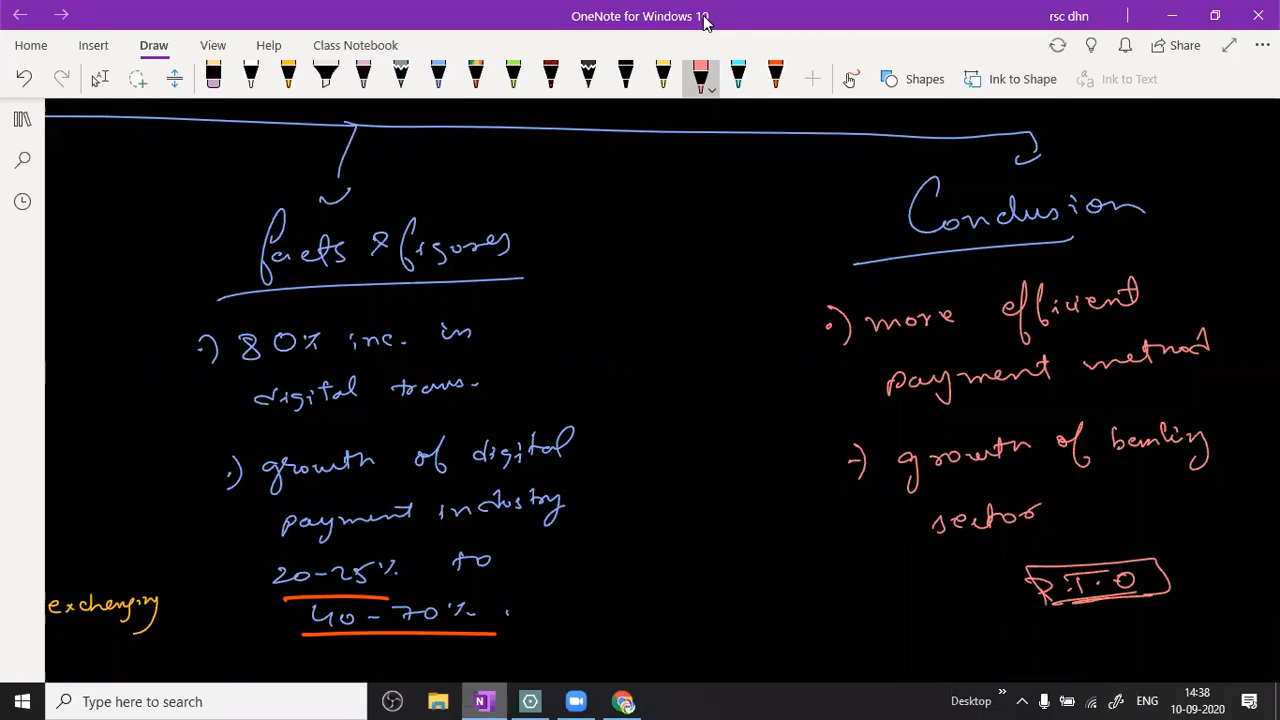 OneNote for Windows 10
rsc dhn
Home Insert Draw View Help Class Notebook
Share
Shapes
Ink to Shape
Ink to Text
facts & figures
80% inc. in
digital trans.
growth of digital
payment industry
20-25% to
40-70%.
exchanging
Conclusion
more efficient
payment method
growth of banking
sector
P.T.O
Type here to search
Desktop
ENG
14:38
10-09-2020